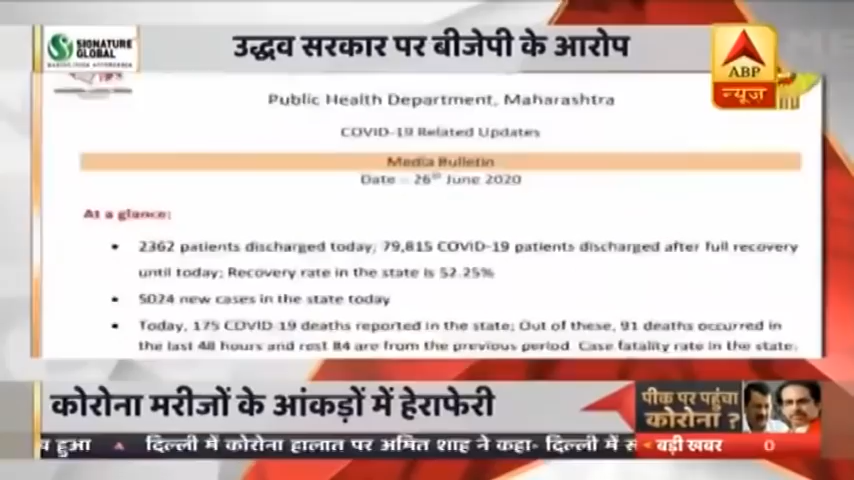 SIGNATURE GLOBAL
उद्धव सरकार पर बीजेपी के आरोप
ABP
न्यूज़
Public Health Department, Maharashtra
COVID-19 Related Updates
Media Bulletin
Date - 26th June 2020
At a glance:
• 2362 patients discharged today; 79,815 COVID-19 patients discharged after full recovery
until today; Recovery rate in the state is 52.25%
• 5024 new cases in the state today
• Today, 175 COVID-19 deaths reported in the state; Out of these, 91 deaths occurred in
the last 48 hours and rest 84 are from the previous period. Case fatality rate in the state
कोरोना मरीजों के आंकड़ों में हेराफेरी
पीक पर पहुंचा
कोरोना ?
हुआ ▲ दिल्ली में कोरोना हालात पर अमित शाह ने कहा- दिल्ली में
बड़ी खबर